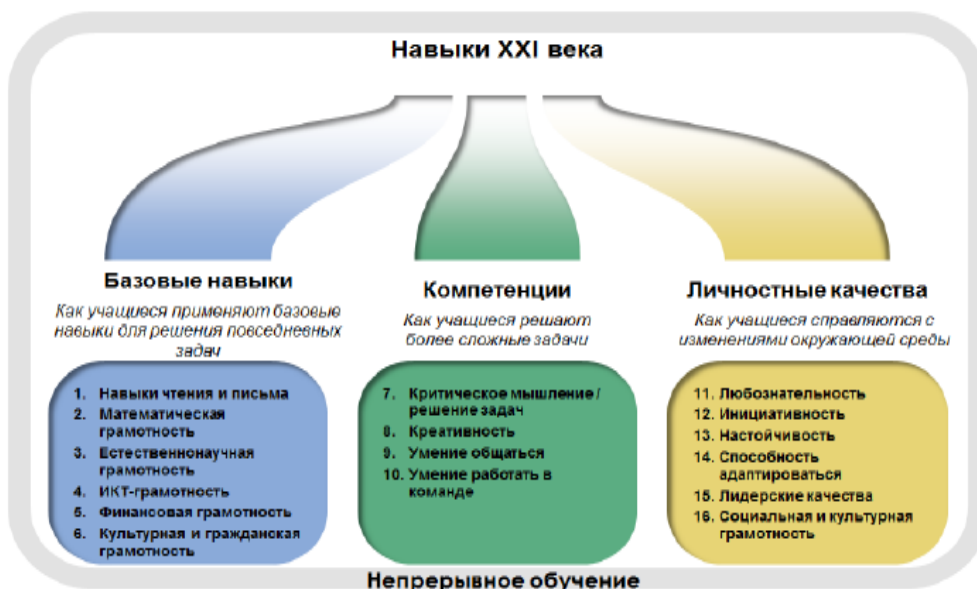 Навыки XXI века
Базовые навыки
Как учащиеся применяют базовые
навыки для решения повседневных
задач
1. Навыки чтения и письма
2. Математическая
грамотность
3. Естественнонаучная
грамотность
4. ИКТ-грамотность
5. Финансовая грамотность
6. Культурная и гражданская
грамотность
Компетенции
Как учащиеся решают
более сложные задачи
7. Критическое мышление /
решение задач
8. Креативность
9. Умение общаться
10. Умение работать в
команде
Личностные качества
Как учащиеся справляются с
изменениями окружающей среды
11. Любознательность
12. Инициативность
13. Настойчивость
14. Способность
адаптироваться
15. Лидерские качества
16. Социальная и культурная
грамотность
Непрерывное обучение